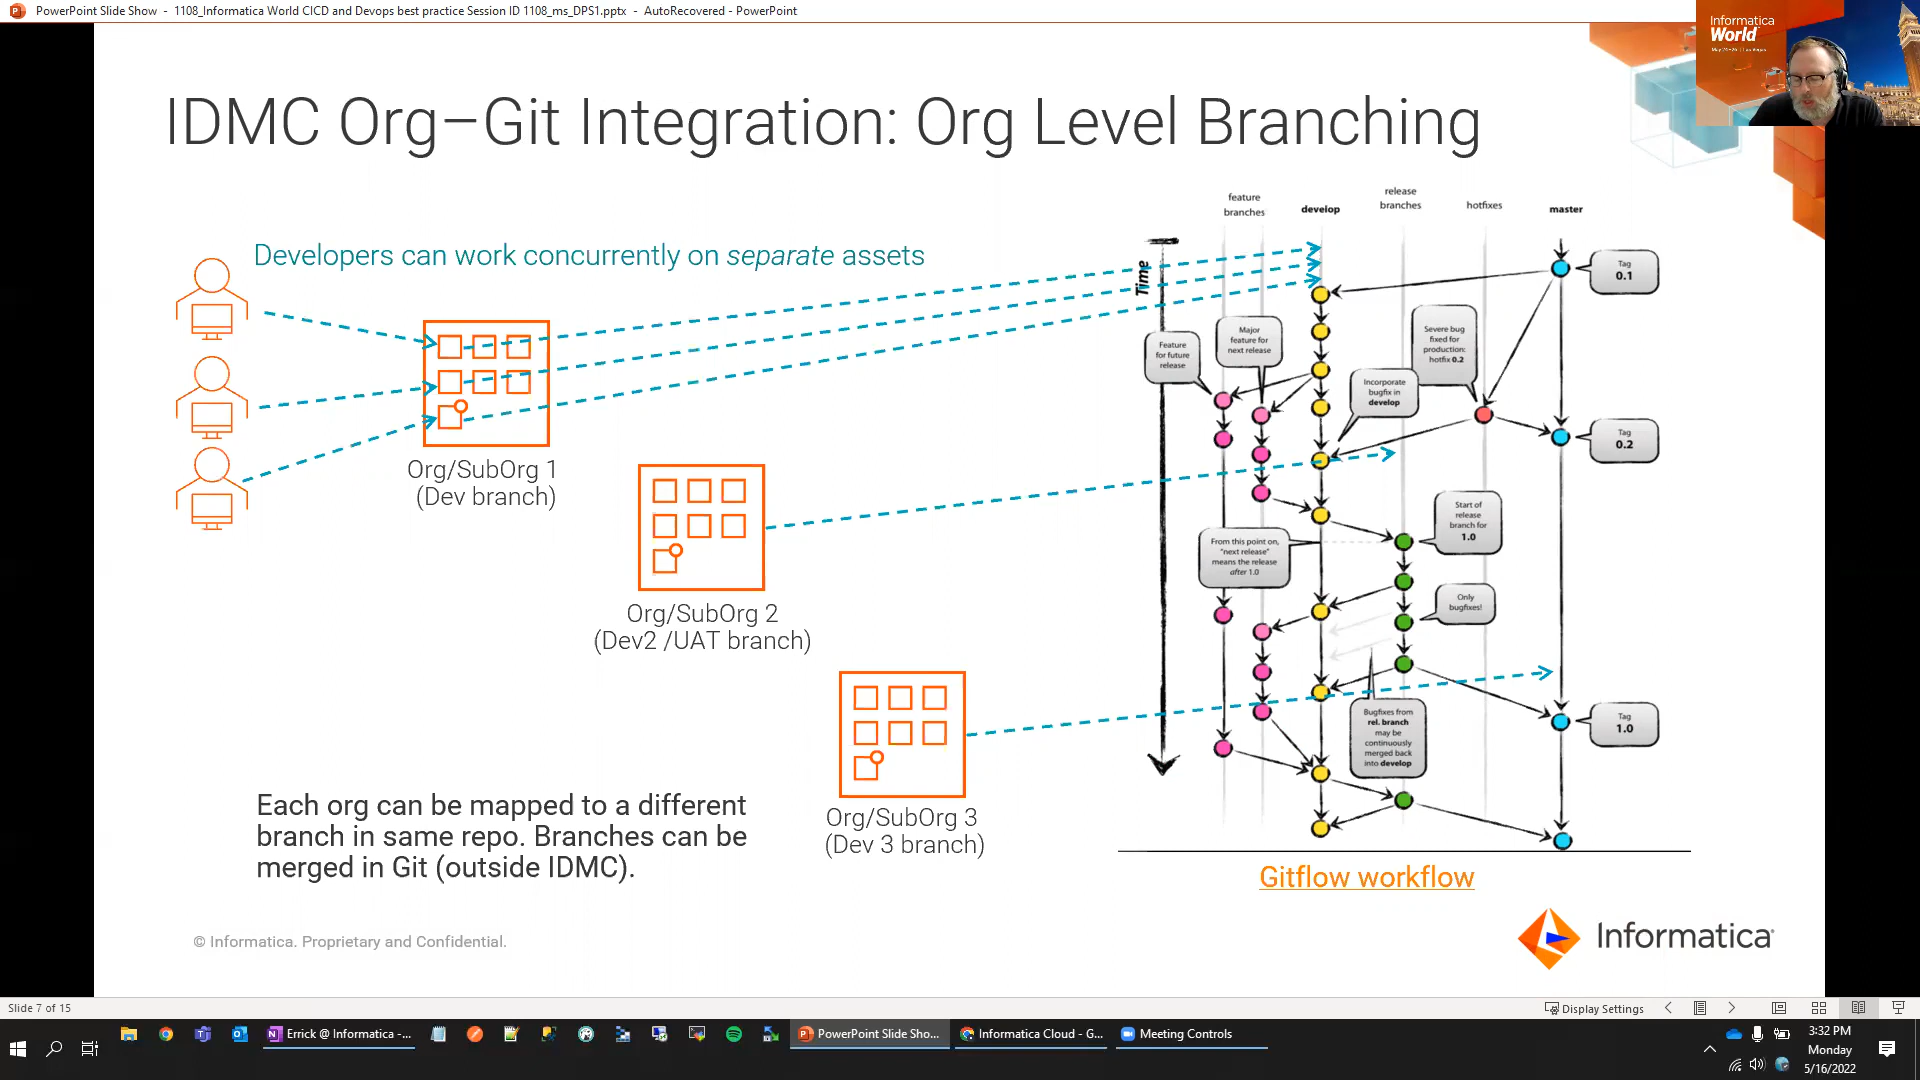 PowerPoint Slide Show - 1108_Informatica World CICD and Devops best practice Session ID 1108_ms_DPS1.pptx - AutoRecovered - PowerPoint
Informatica
World
May 24–26 | Las Vegas
IDMC Org–Git Integration: Org Level Branching
Developers can work concurrently on separate assets
Org/SubOrg 1
(Dev branch)
Org/SubOrg 2
(Dev2 /UAT branch)
Org/SubOrg 3
(Dev 3 branch)
Each org can be mapped to a different
branch in same repo. Branches can be
merged in Git (outside IDMC).
feature
branches
develop
release
branches
hotfixes
master
Time
Tag
0.1
Feature
for future
release
Major
feature for
next release
Severe bug
fixed for
production:
hotfix 0.2
Incorporate
bugfix in
develop
Tag
0.2
Start of
release
branch for
1.0
From this point on,
"next release"
means the release
after 1.0
Only
bugfixes!
Bugfixes from
rel. branch
may be
continuously
merged back
into develop
Tag
1.0
Gitflow workflow
© Informatica. Proprietary and Confidential.
Informatica
Slide 7 of 15
Display Settings
Errick @ Informatica -...
PowerPoint Slide Sho...
Informatica Cloud - G...
Meeting Controls
3:32 PM
Monday
5/16/2022